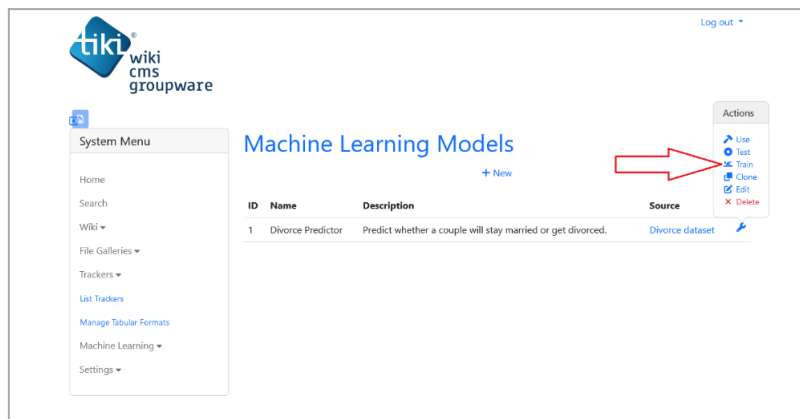 Log out
tiki®
wiki
cms
groupware
System Menu
Home
Search
Wiki
File Galleries
Trackers
List Trackers
Manage Tabular Formats
Machine Learning
Settings
Machine Learning Models
+ New
ID Name Description Source
1 Divorce Predictor Predict whether a couple will stay married or get divorced. Divorce dataset
Actions
Use
Test
Train
Clone
Edit
Delete